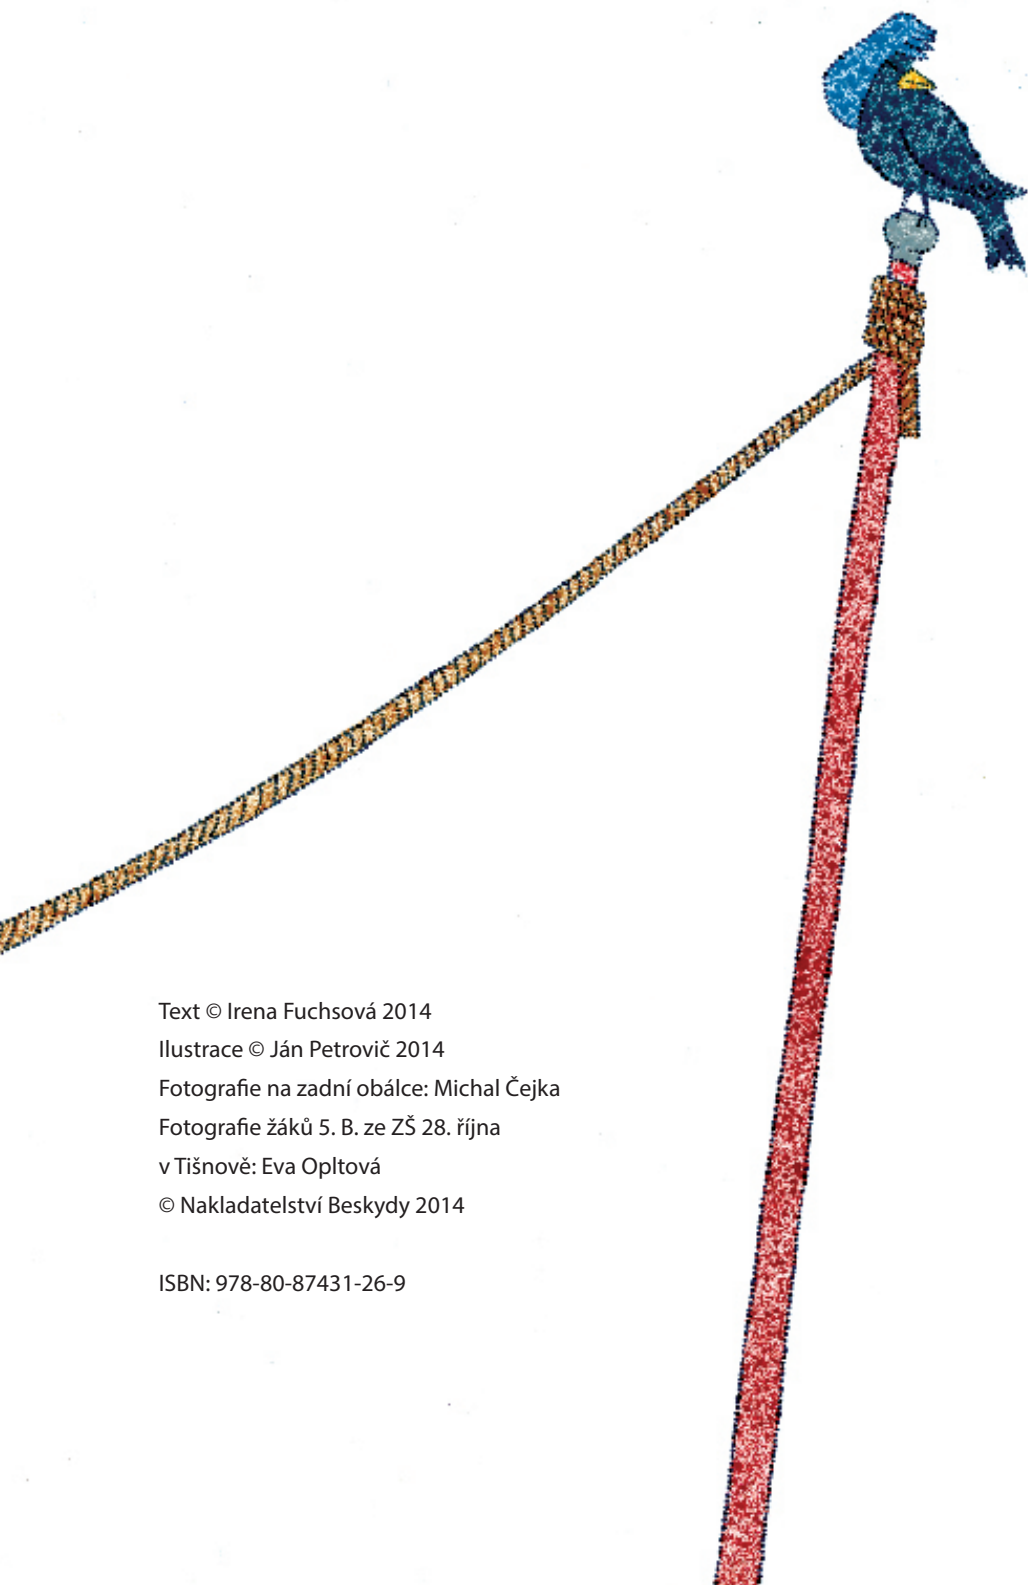 Text © Irena Fuchsová 2014
Ilustrace © Ján Petrovič 2014
Fotografie na zadní obálce: Michal Čejka
Fotografie žáků 5. B. ze ZŠ 28. října
v Tišnově: Eva Opltová
© Nakladatelství Beskydy 2014
ISBN: 978-80-87431-26-9